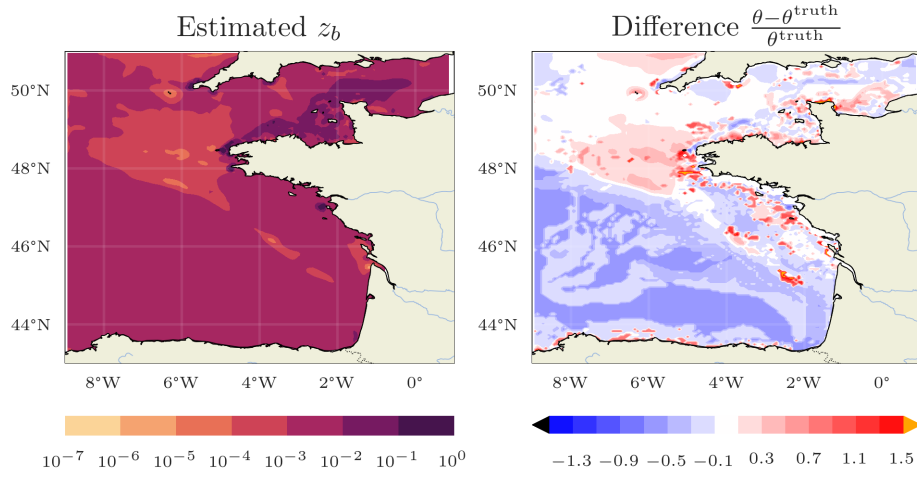 Estimated z_b
Difference \frac{θ−θ^{truth}}{θ^{truth}}
50°N
48°N
46°N
44°N
8°W 6°W 4°W 2°W 0°
50°N
48°N
46°N
44°N
8°W 6°W 4°W 2°W 0°
10^{−7} 10^{−6} 10^{−5} 10^{−4} 10^{−3} 10^{−2} 10^{−1} 10^{0}
−1.3 −0.9 −0.5 −0.1 0.3 0.7 1.1 1.5